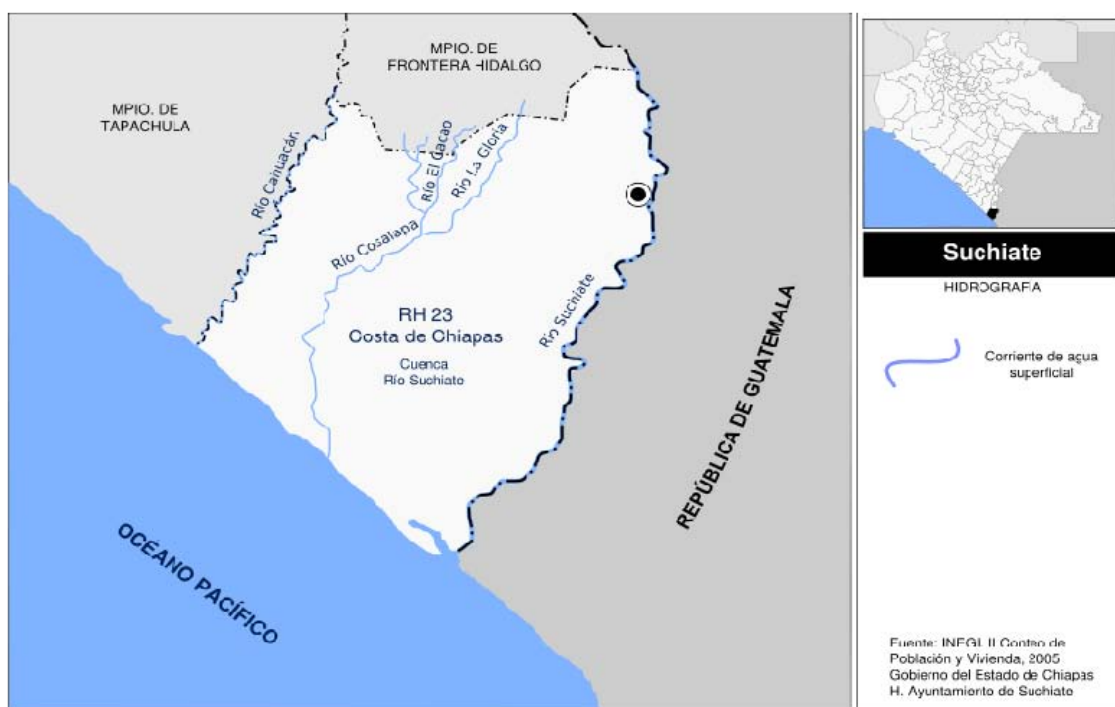 MPIO. DE
FRONTERA HIDALGO
MPIO. DE
TAPACHULA
Río Cahuacán
Río El Cacao
Río La Gloria
Río Cosalapa
RH 23
Costa de Chiapas
Cuenca
Río Suchiate
Río Suchiate
REPÚBLICA DE GUATEMALA
OCÉANO PACÍFICO
Suchiate
HIDROGRAFIA
Corriente de agua
superficial
Fuente: INEGI. II Conteo de
Población y Vivienda, 2005
Gobierno del Estado de Chiapas
H. Ayuntamiento de Suchiate